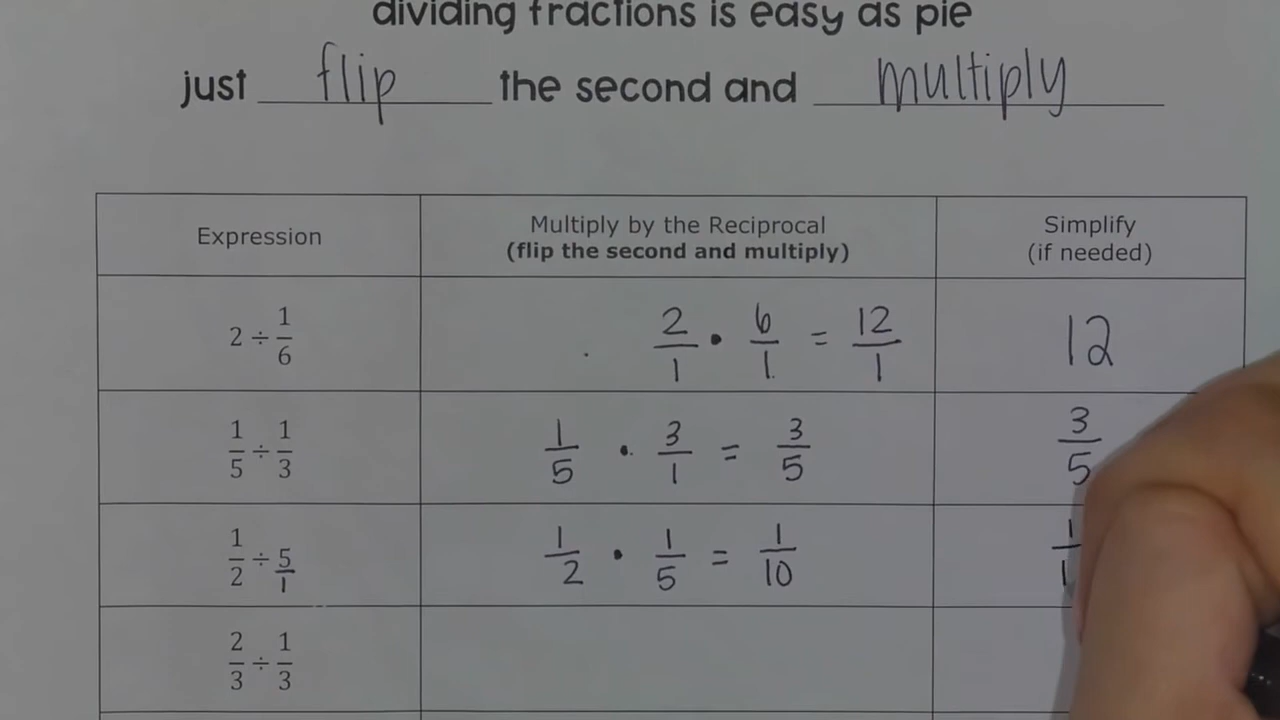 dividing fractions is easy as pie
just flip the second and multiply
Expression
Multiply by the Reciprocal
(flip the second and multiply)
Simplify
(if needed)
2 ÷ 1/6
2/1 • 6/1 = 12/1
12
1/5 ÷ 1/3
1/5 • 3/1 = 3/5
3/5
1/2 ÷ 5/1
1/2 • 1/5 = 1/10
1/1
2/3 ÷ 1/3